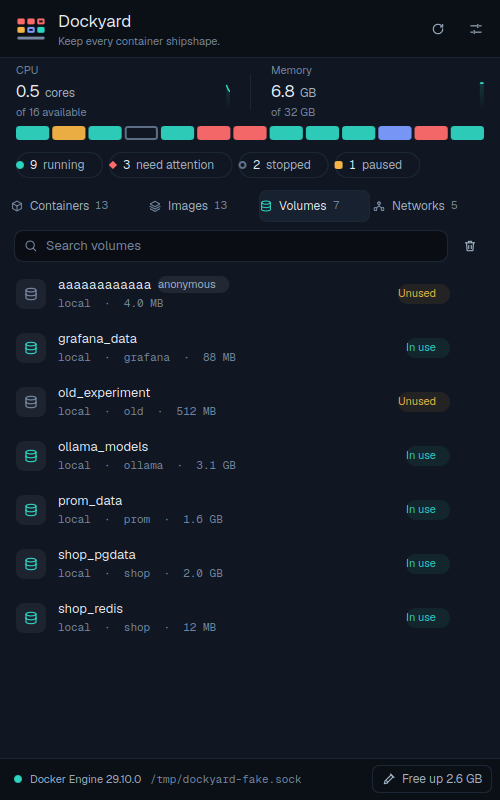 Dockyard
Keep every container shipshape.
CPU
0.5 cores
of 16 available
Memory
6.8 GB
of 32 GB
9 running
3 need attention
2 stopped
1 paused
Containers 13
Images 13
Volumes 7
Networks 5
Search volumes
aaaaaaaaaaaa anonymous
local · 4.0 MB
Unused
grafana_data
local · grafana · 88 MB
In use
old_experiment
local · old · 512 MB
Unused
ollama_models
local · ollama · 3.1 GB
In use
prom_data
local · prom · 1.6 GB
In use
shop_pgdata
local · shop · 2.0 GB
In use
shop_redis
local · shop · 12 MB
In use
Docker Engine 29.10.0 /tmp/dockyard-fake.sock
Free up 2.6 GB